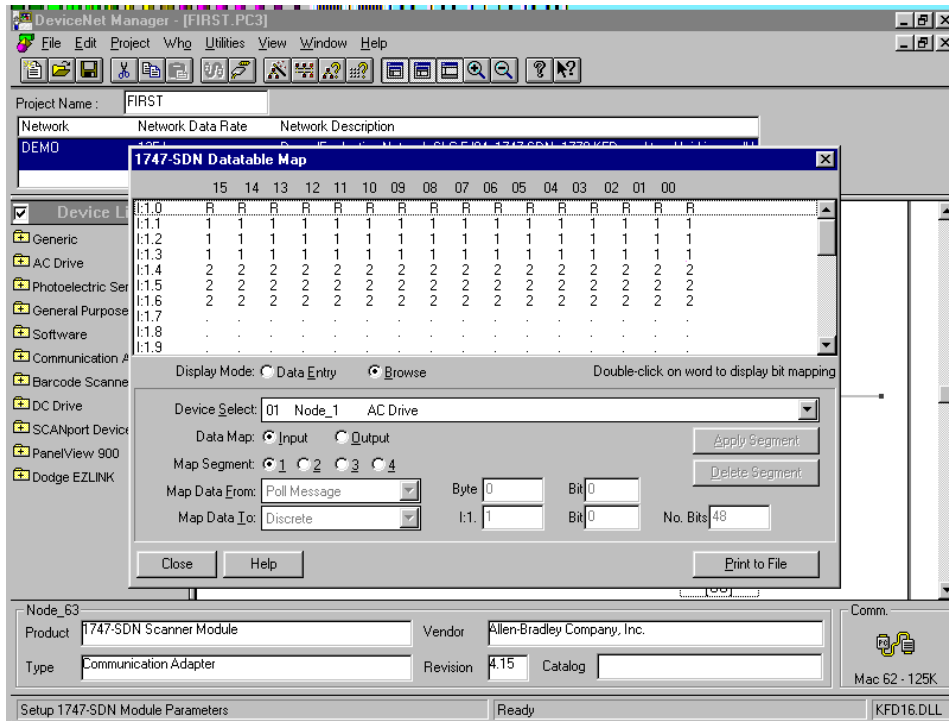 DeviceNet Manager - [FIRST.PC3]
File Edit Project Who Utilities View Window Help
Project Name : FIRST
Network Network Data Rate Network Description
DEMO
1747-SDN Datatable Map
15 14 13 12 11 10 09 08 07 06 05 04 03 02 01 00
I:1.0 R R R R R R R R R R R R R R R R
I:1.1 1 1 1 1 1 1 1 1 1 1 1 1 1 1 1 1
I:1.2 1 1 1 1 1 1 1 1 1 1 1 1 1 1 1 1
I:1.3 1 1 1 1 1 1 1 1 1 1 1 1 1 1 1 1
I:1.4 2 2 2 2 2 2 2 2 2 2 2 2 2 2 2 2
I:1.5 2 2 2 2 2 2 2 2 2 2 2 2 2 2 2 2
I:1.6 2 2 2 2 2 2 2 2 2 2 2 2 2 2 2 2
I:1.7 . . . . . . . . . . . . . . . .
I:1.8 . . . . . . . . . . . . . . . .
I:1.9 . . . . . . . . . . . . . . . .
Display Mode: Data Entry Browse Double-click on word to display bit mapping
Device Select: 01 Node_1 AC Drive
Data Map: Input Output Apply Segment
Map Segment: 1 2 3 4 Delete Segment
Map Data From: Poll Message Byte 0 Bit 0
Map Data To: Discrete I:1. 1 Bit 0 No. Bits 48
Close Help Print to File
Device Li
Generic
AC Drive
Photoelectric Ser
General Purpose
Software
Communication A
Barcode Scanne
DC Drive
SCANport Device
PanelView 900
Dodge EZLINK
Node_63 Comm.
Product 1747-SDN Scanner Module Vendor Allen-Bradley Company, Inc.
Type Communication Adapter Revision 4.15 Catalog
Mac 62 - 125K
Setup 1747-SDN Module Parameters Ready KFD16.DLL